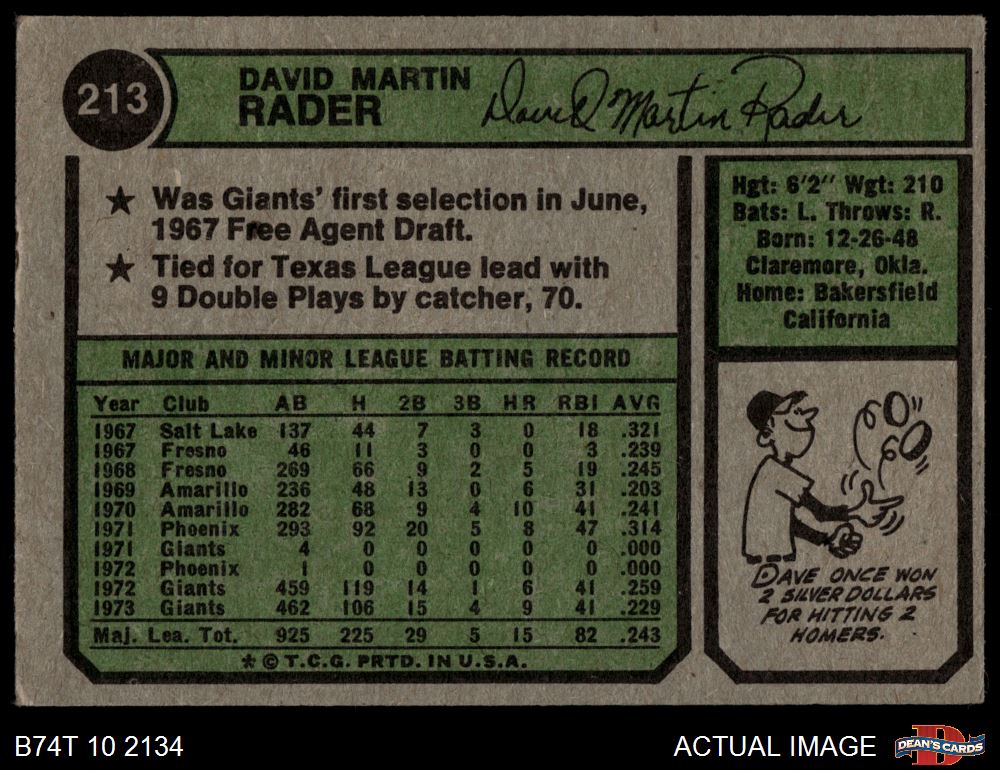 213
DAVID MARTIN
RADER
David Martin Rader
★ Was Giants' first selection in June,
1967 Free Agent Draft.
★ Tied for Texas League lead with
9 Double Plays by catcher, 70.
Hgt: 6'2" Wgt: 210
Bats: L. Throws: R.
Born: 12-26-48
Claremore, Okla.
Home: Bakersfield
California
MAJOR AND MINOR LEAGUE BATTING RECORD
Year Club AB H 2B 3B HR RBI AVG
1967 Salt Lake 137 44 7 3 0 18 .321
1967 Fresno 46 11 3 0 0 3 .239
1968 Fresno 269 66 9 2 5 19 .245
1969 Amarillo 236 48 13 0 6 31 .203
1970 Amarillo 282 68 9 4 10 41 .241
1971 Phoenix 293 92 20 5 8 47 .314
1971 Giants 4 0 0 0 0 0 .000
1972 Phoenix 1 0 0 0 0 0 .000
1972 Giants 459 119 14 1 6 41 .259
1973 Giants 462 106 15 4 9 41 .229
Maj. Lea. Tot. 925 225 29 5 15 82 .243
* © T.C.G. PRTD. IN U.S.A.
DAVE ONCE WON
2 SILVER DOLLARS
FOR HITTING 2
HOMERS.
B74T 10 2134
ACTUAL IMAGE
D
DEAN'S CARDS